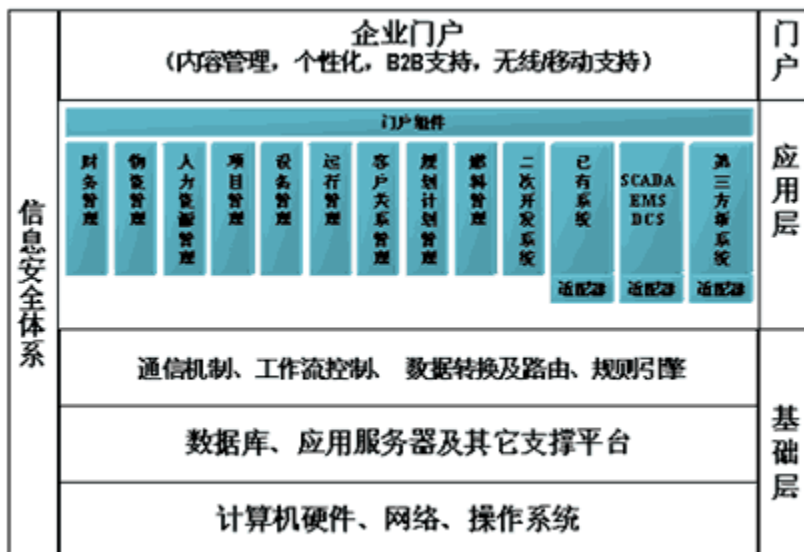 企业门户
（内容管理，个性化，B2B支持，无线/移动支持）
门户
信息安全体系
门户组件
财务管理
物资管理
人力资源管理
项目管理
设备管理
运行管理
客户关系管理
规划计划管理
燃料管理
二次开发系统
已有系统
SCADA
EMS
DCS
第三方新系统
适配器
适配器
适配器
应用层
通信机制、工作流控制、 数据转换及路由、规则引擎
数据库、应用服务器及其它支撑平台
计算机硬件、网络、操作系统
基础层